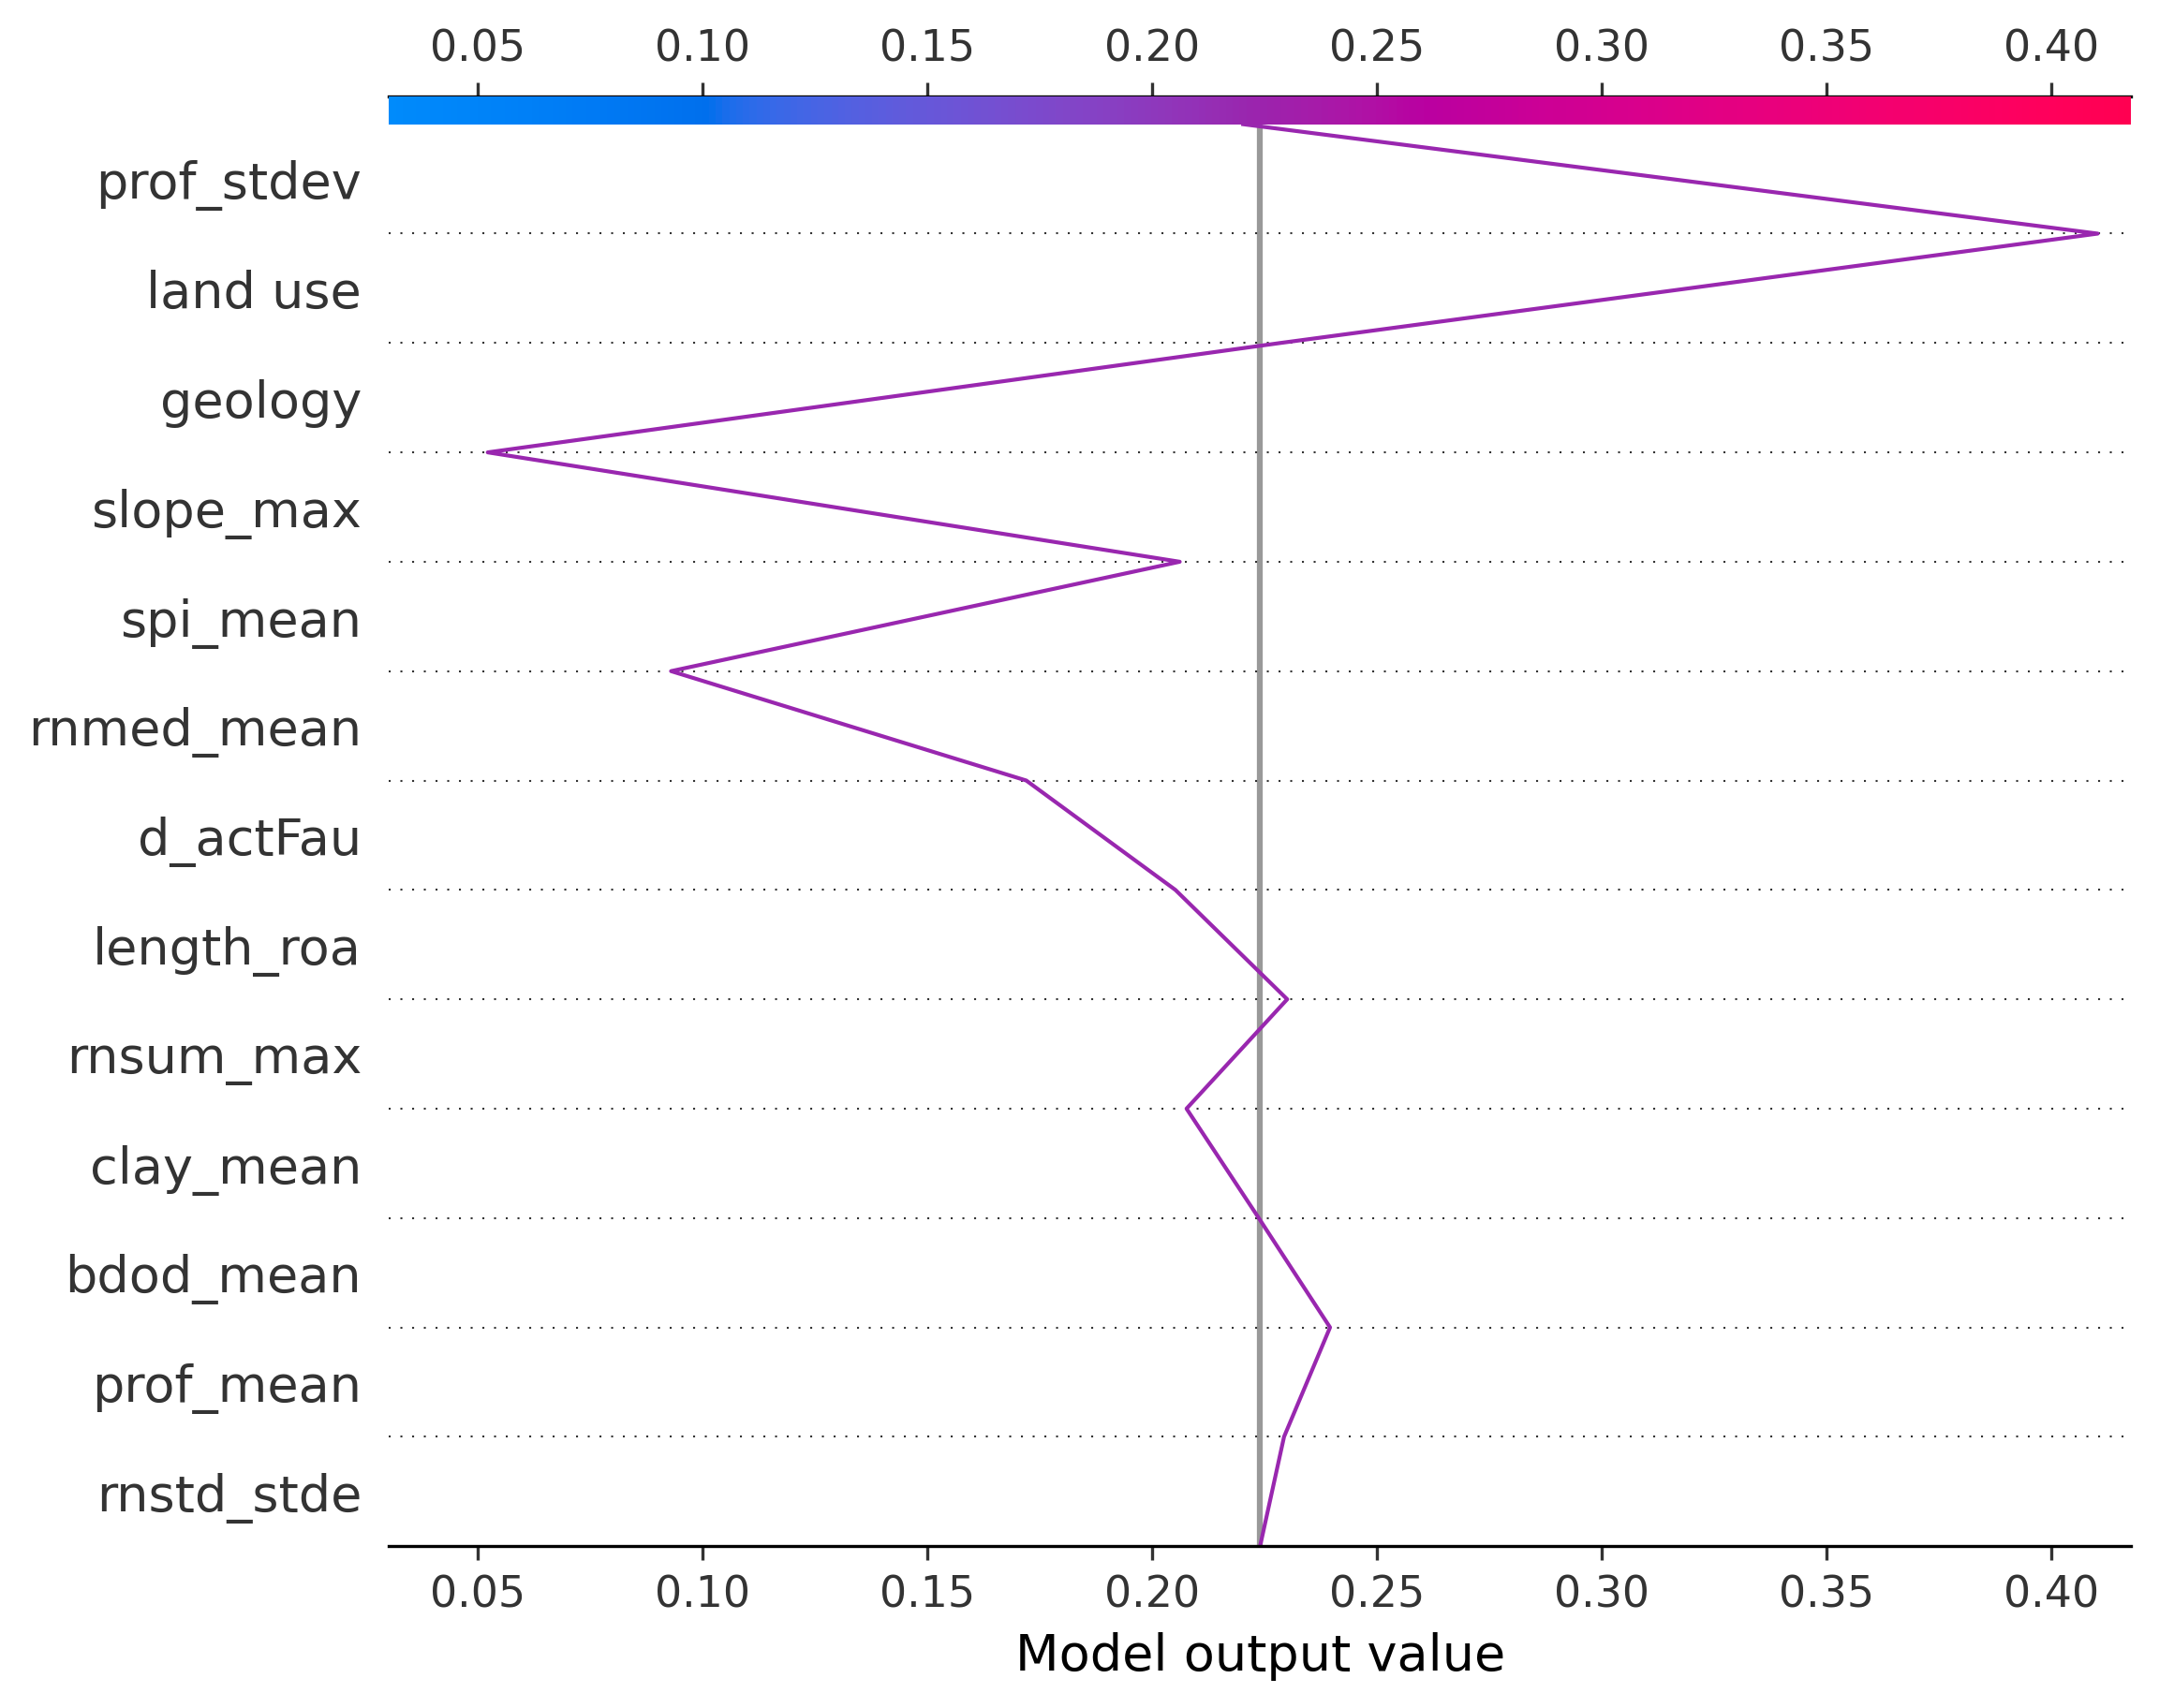 0.05 0.10 0.15 0.20 0.25 0.30 0.35 0.40
prof_stdev
land use
geology
slope_max
spi_mean
rnmed_mean
d_actFau
length_roa
rnsum_max
clay_mean
bdod_mean
prof_mean
rnstd_stde
0.05 0.10 0.15 0.20 0.25 0.30 0.35 0.40
Model output value